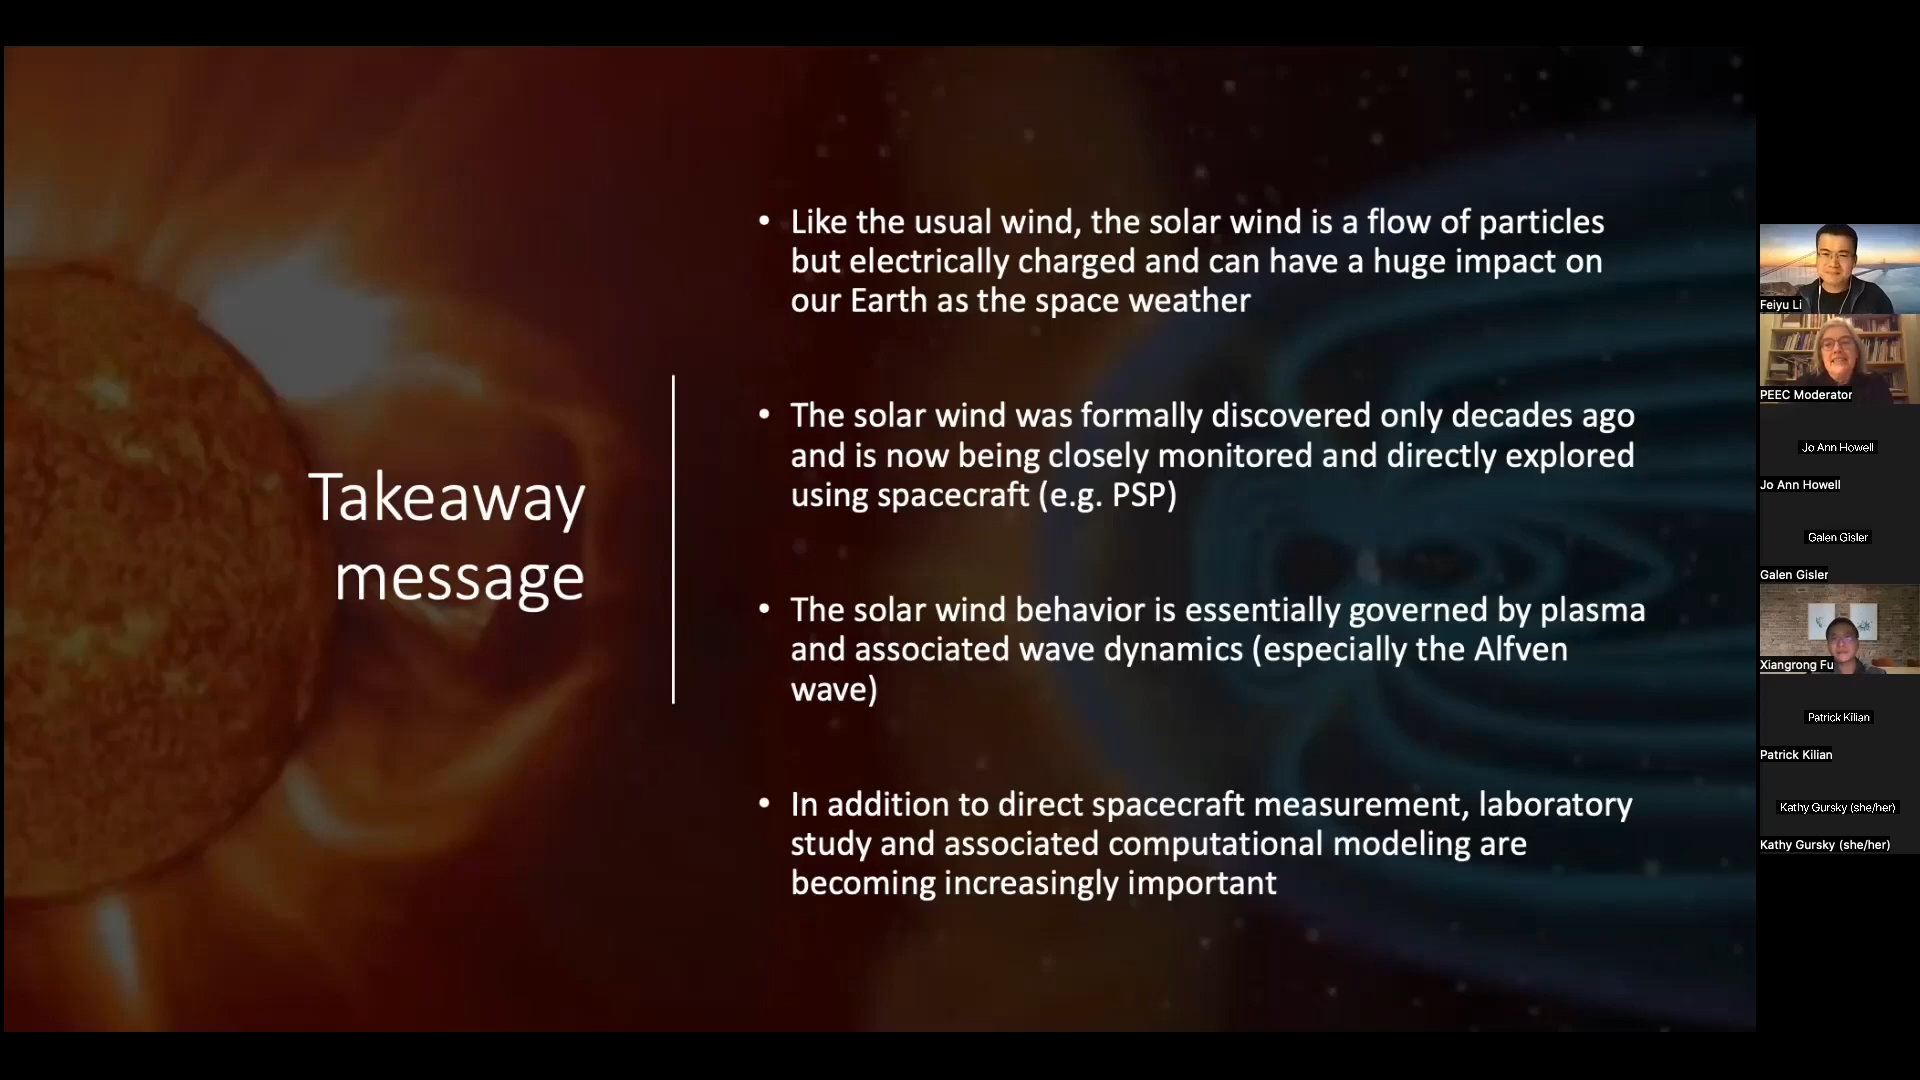 Takeaway
message
• Like the usual wind, the solar wind is a flow of particles
but electrically charged and can have a huge impact on
our Earth as the space weather
• The solar wind was formally discovered only decades ago
and is now being closely monitored and directly explored
using spacecraft (e.g. PSP)
• The solar wind behavior is essentially governed by plasma
and associated wave dynamics (especially the Alfven
wave)
• In addition to direct spacecraft measurement, laboratory
study and associated computational modeling are
becoming increasingly important
Feiyu Li
PEEC Moderator
Jo Ann Howell
Jo Ann Howell
Galen Gisler
Galen Gisler
Xiangrong Fu
Patrick Kilian
Patrick Kilian
Kathy Gursky (she/her)
Kathy Gursky (she/her)